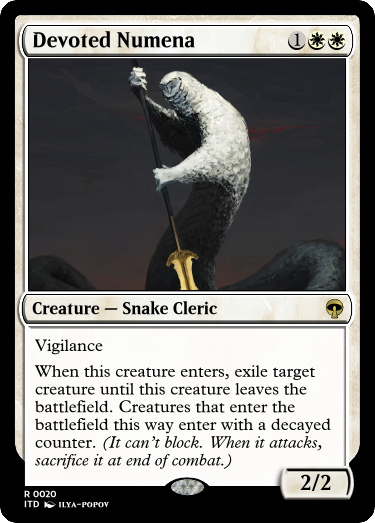 Devoted Numena 1
Creature — Snake Cleric
Vigilance
When this creature enters, exile target
creature until this creature leaves the
battlefield. Creatures that enter the
battlefield this way enter with a decayed
counter. (It can't block. When it attacks,
sacrifice it at end of combat.)
2/2
R 0020
ITD ILYA-POPOV